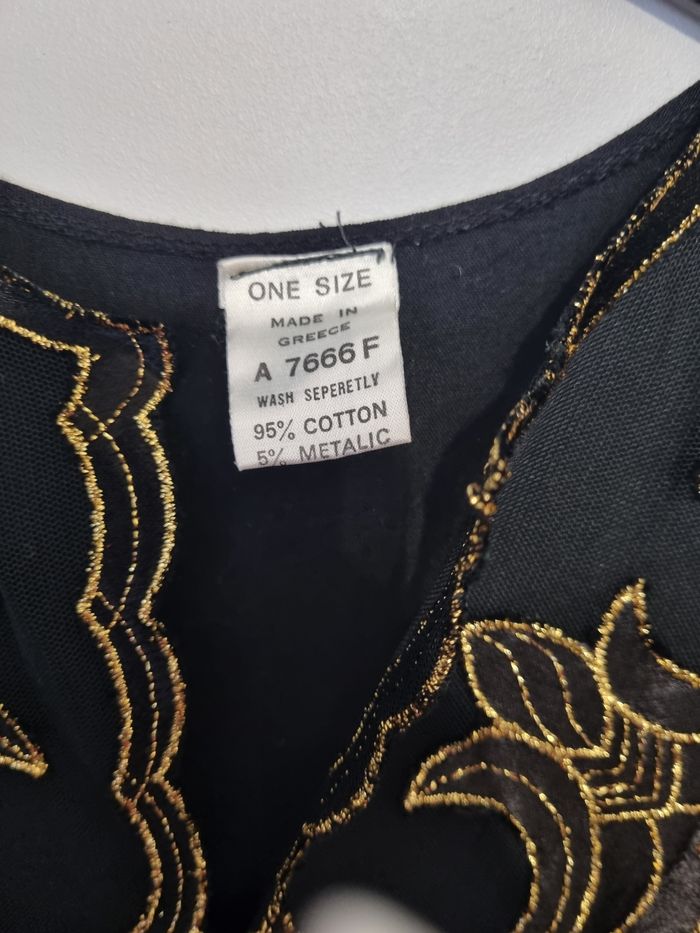 ONE SIZE
MADE IN
GREECE
A 7666 F
WASH SEPERETLY
95% COTTON
5% METALIC